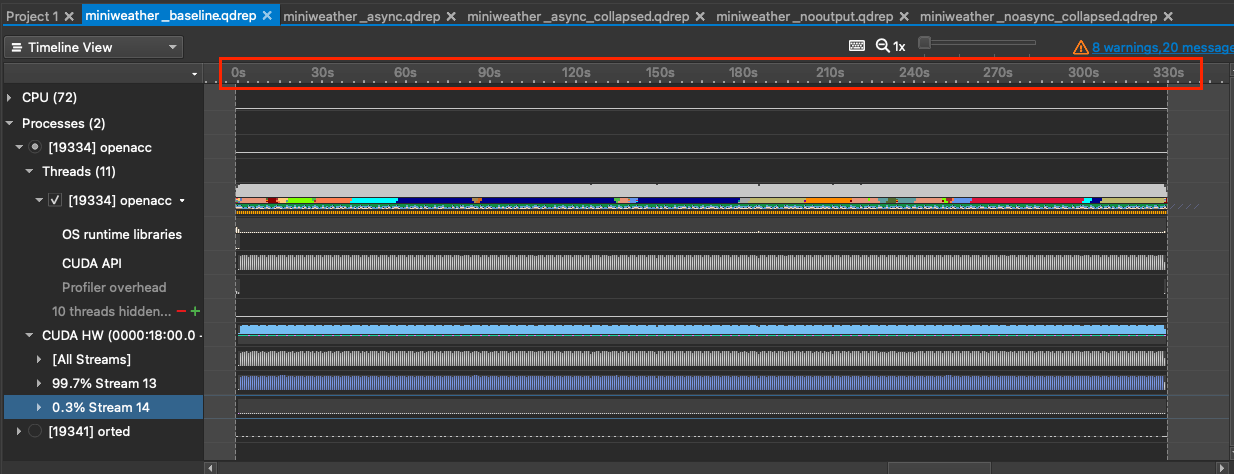 Project 1 × miniweather _baseline.qdrep × miniweather _async.qdrep × miniweather _async_collapsed.qdrep × miniweather _nooutput.qdrep × miniweather _noasync_collapsed.qdrep ×
Timeline View 1x 8 warnings,20 message
0s 30s 60s 90s 120s 150s 180s 210s 240s 270s 300s 330s
CPU (72)
Processes (2)
[19334] openacc
Threads (11)
[19334] openacc
OS runtime libraries
CUDA API
Profiler overhead
10 threads hidden... − +
CUDA HW (0000:18:00.0 -
[All Streams]
99.7% Stream 13
0.3% Stream 14
[19341] orted